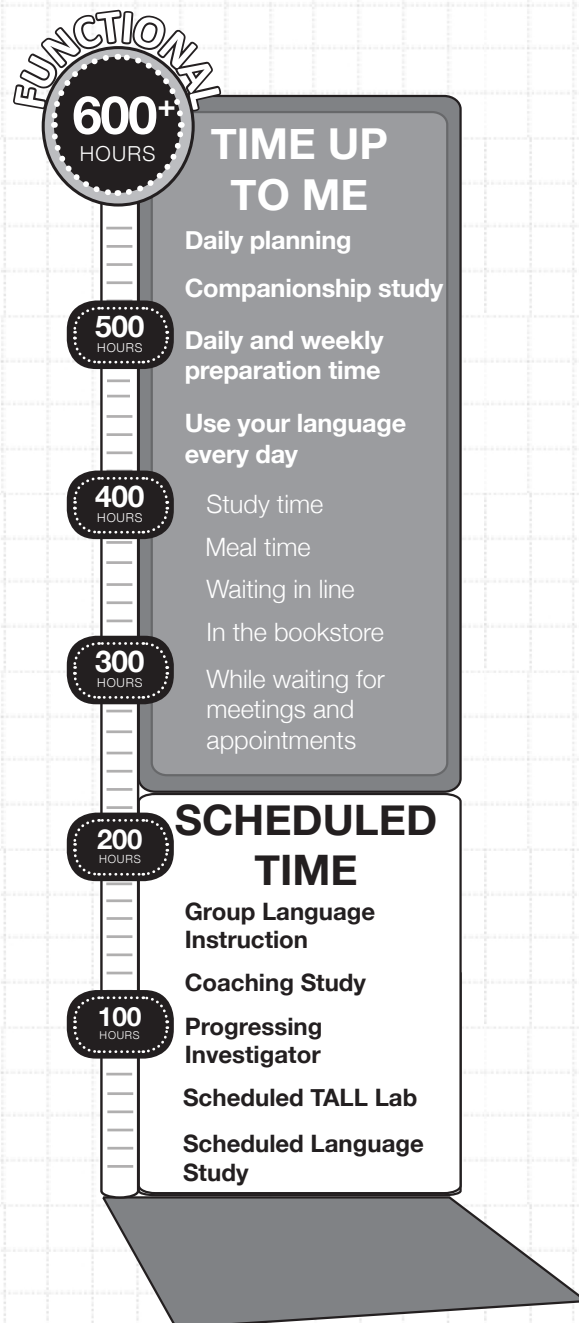 FUNCTIONAL
600+
HOURS
TIME UP
TO ME
Daily planning
Companionship study
500
HOURS
Daily and weekly
preparation time
Use your language
every day
400
HOURS
Study time
Meal time
Waiting in line
In the bookstore
300
HOURS
While waiting for
meetings and
appointments
SCHEDULED
TIME
200
HOURS
Group Language
Instruction
Coaching Study
100
HOURS
Progressing
Investigator
Scheduled TALL Lab
Scheduled Language
Study